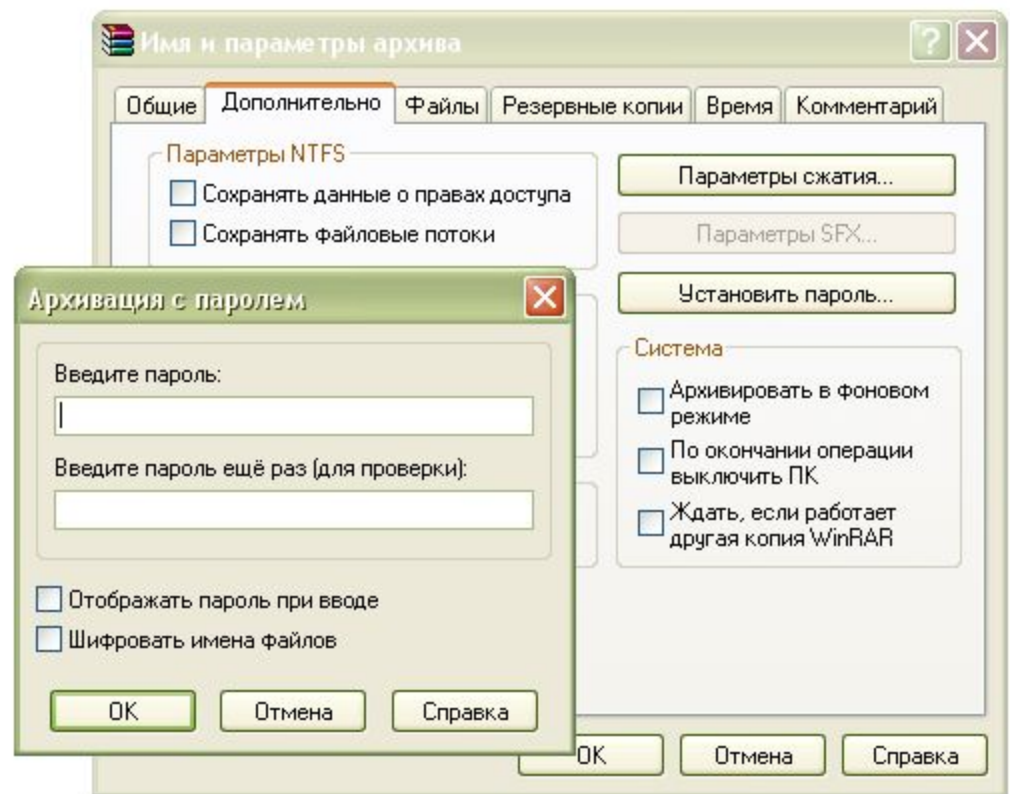 Имя и параметры архива
Общие Дополнительно Файлы Резервные копии Время Комментарий
Параметры NTFS
Сохранять данные о правах доступа
Сохранять файловые потоки
Параметры сжатия...
Параметры SFX...
Установить пароль...
Система
Архивировать в фоновом
режиме
По окончании операции
выключить ПК
Ждать, если работает
другая копия WinRAR
OK Отмена Справка
Архивация с паролем
Введите пароль:
Введите пароль ещё раз (для проверки):
Отображать пароль при вводе
Шифровать имена файлов
OK Отмена Справка